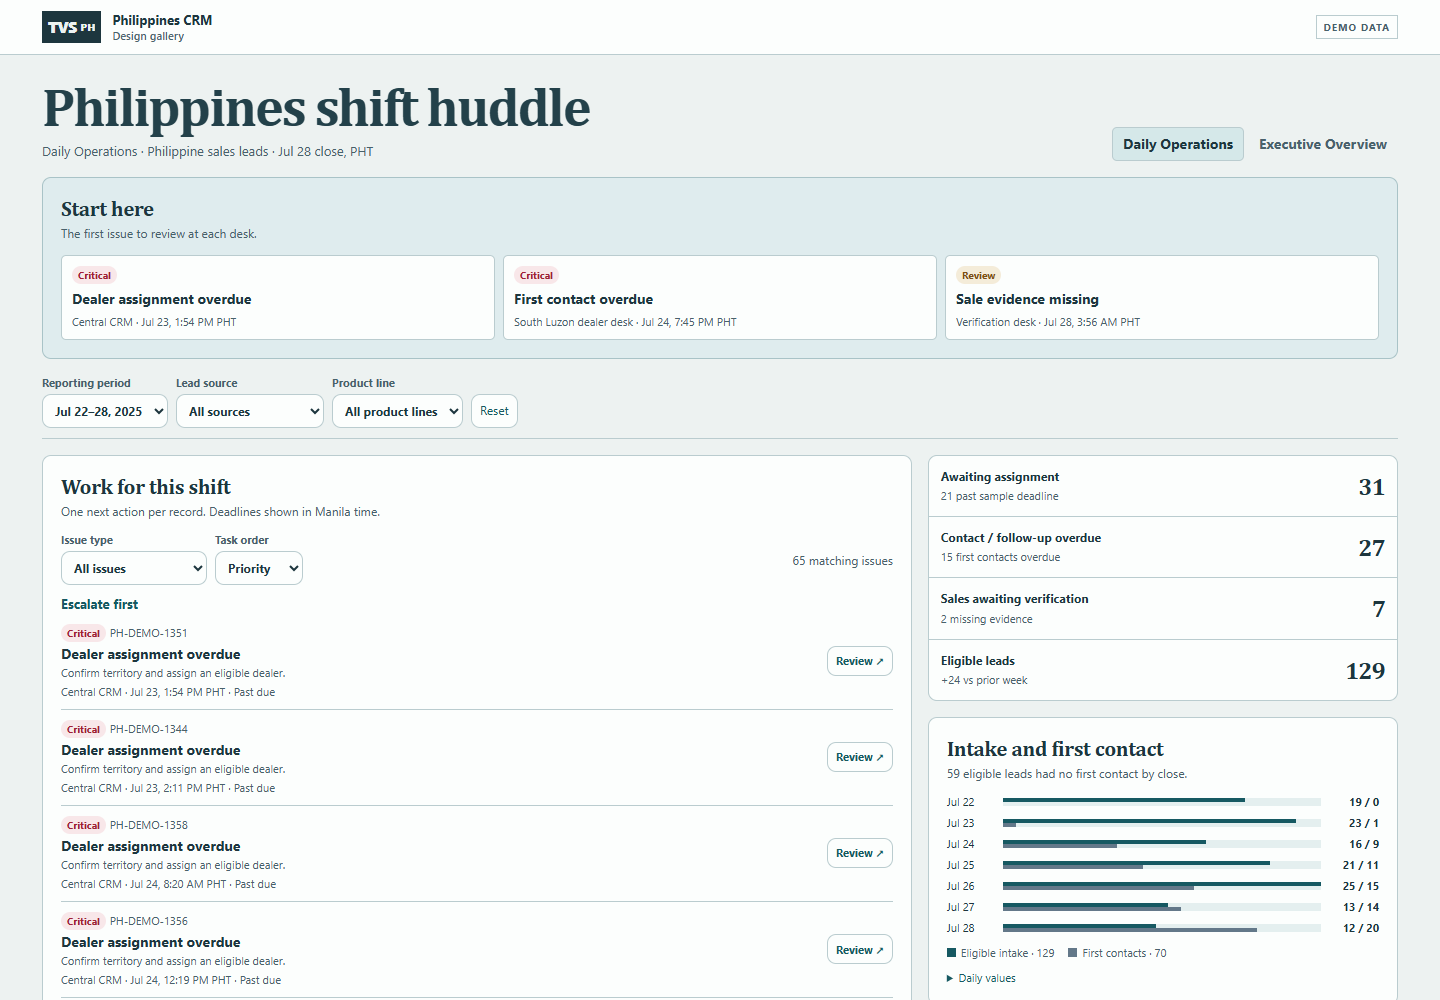 TVS PH
Philippines CRM
Design gallery
DEMO DATA
Philippines shift huddle
Daily Operations · Philippine sales leads · Jul 28 close, PHT
Daily Operations
Executive Overview
Start here
The first issue to review at each desk.
Critical
Dealer assignment overdue
Central CRM · Jul 23, 1:54 PM PHT
Critical
First contact overdue
South Luzon dealer desk · Jul 24, 7:45 PM PHT
Review
Sale evidence missing
Verification desk · Jul 28, 3:56 AM PHT
Reporting period
Jul 22–28, 2025
Lead source
All sources
Product line
All product lines
Reset
Work for this shift
One next action per record. Deadlines shown in Manila time.
Issue type
All issues
Task order
Priority
65 matching issues
Escalate first
Critical PH-DEMO-1351
Dealer assignment overdue
Confirm territory and assign an eligible dealer.
Central CRM · Jul 23, 1:54 PM PHT · Past due
Review ↗
Critical PH-DEMO-1344
Dealer assignment overdue
Confirm territory and assign an eligible dealer.
Central CRM · Jul 23, 2:11 PM PHT · Past due
Review ↗
Critical PH-DEMO-1358
Dealer assignment overdue
Confirm territory and assign an eligible dealer.
Central CRM · Jul 24, 8:20 AM PHT · Past due
Review ↗
Critical PH-DEMO-1356
Dealer assignment overdue
Confirm territory and assign an eligible dealer.
Central CRM · Jul 24, 12:19 PM PHT · Past due
Review ↗
Awaiting assignment
21 past sample deadline
31
Contact / follow-up overdue
15 first contacts overdue
27
Sales awaiting verification
2 missing evidence
7
Eligible leads
+24 vs prior week
129
Intake and first contact
59 eligible leads had no first contact by close.
Jul 22 19 / 0
Jul 23 23 / 1
Jul 24 16 / 9
Jul 25 21 / 11
Jul 26 25 / 15
Jul 27 13 / 14
Jul 28 12 / 20
Eligible intake · 129 First contacts · 70
▶ Daily values